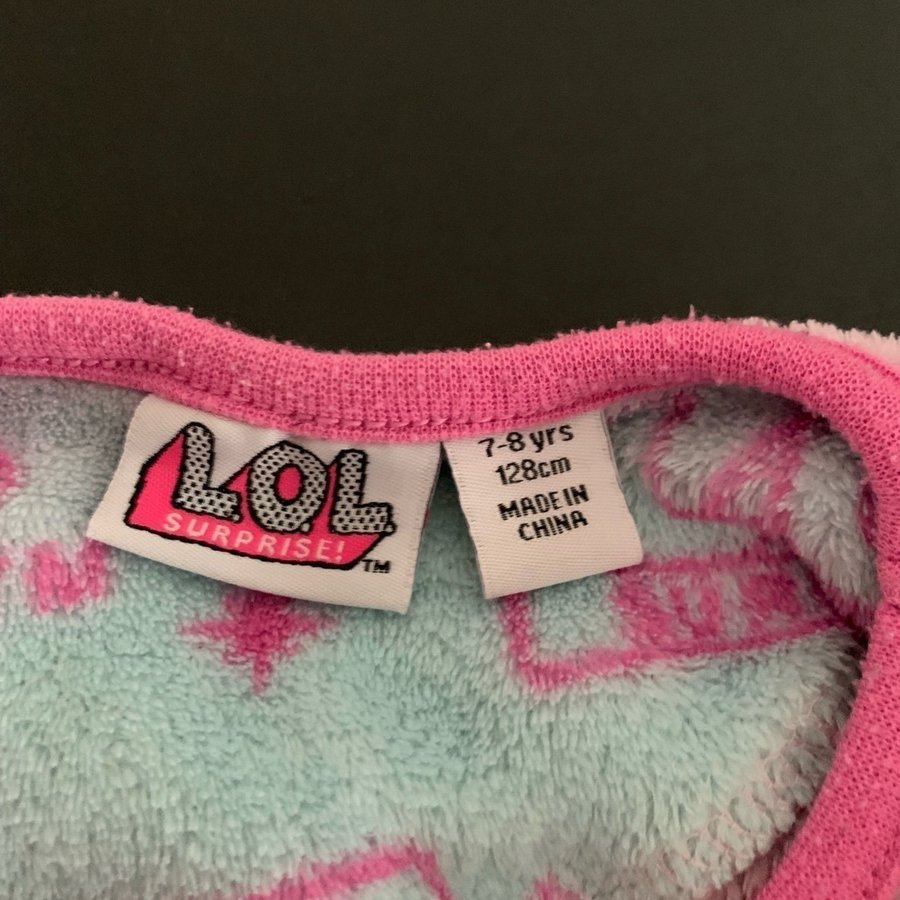 L.O.L
SURPRISE!
TM
7-8 yrs
128cm
MADE IN
CHINA